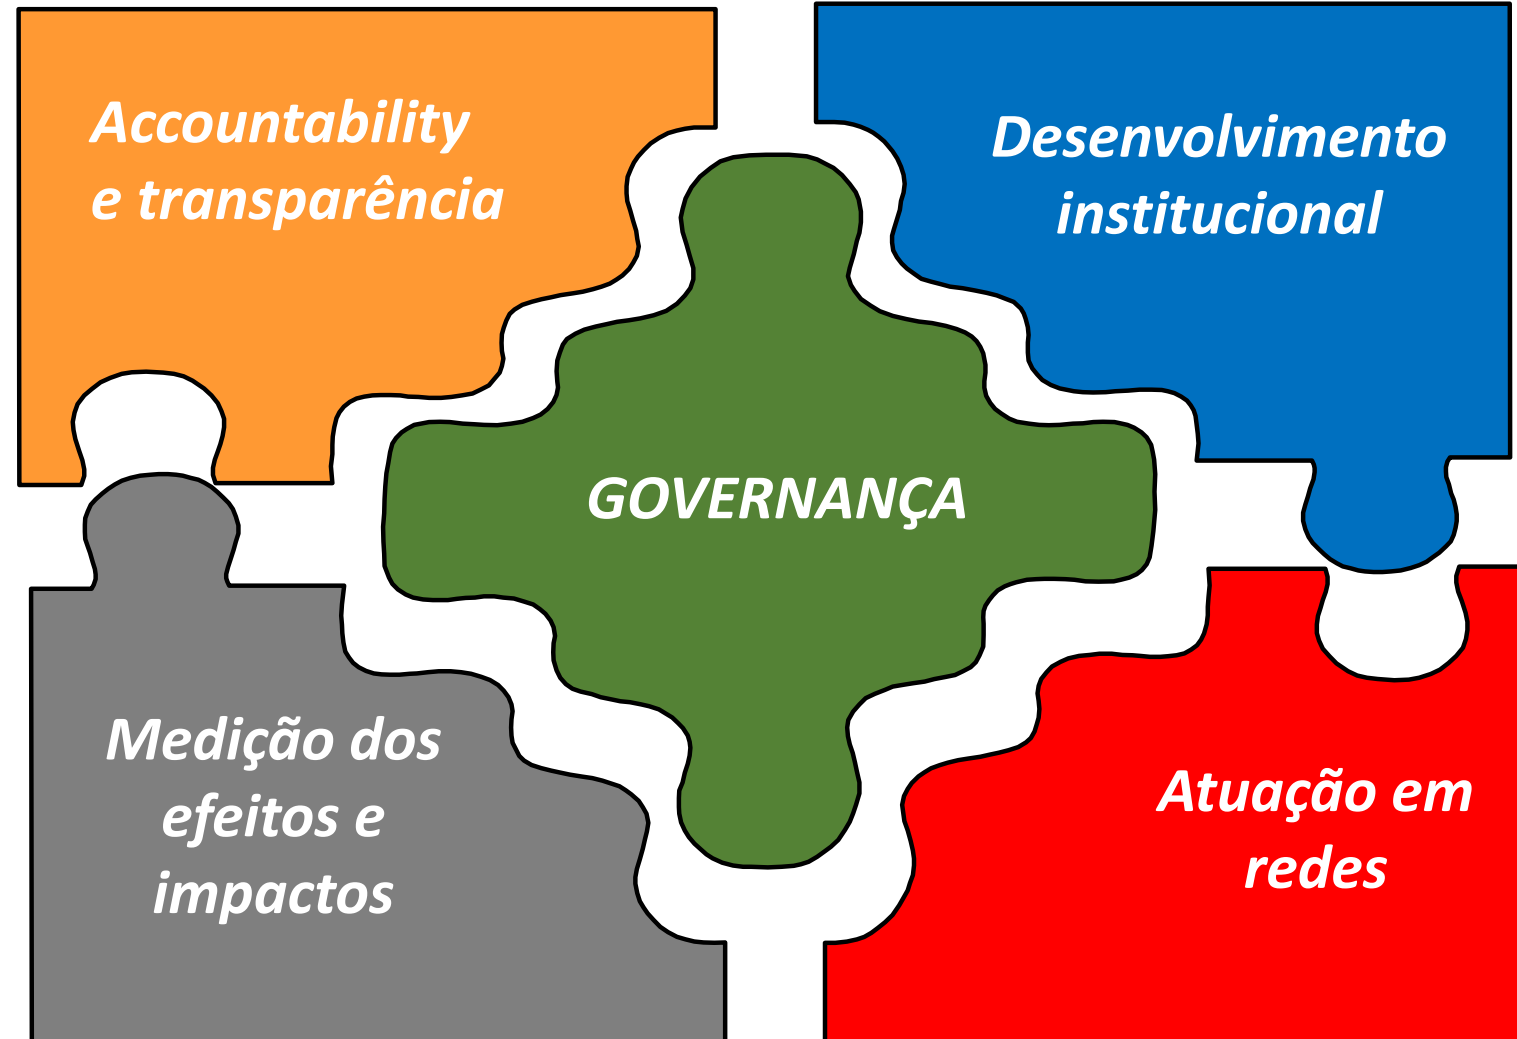 Accountability
e transparência
Desenvolvimento
institucional
GOVERNANÇA
Medição dos
efeitos e
impactos
Atuação em
redes